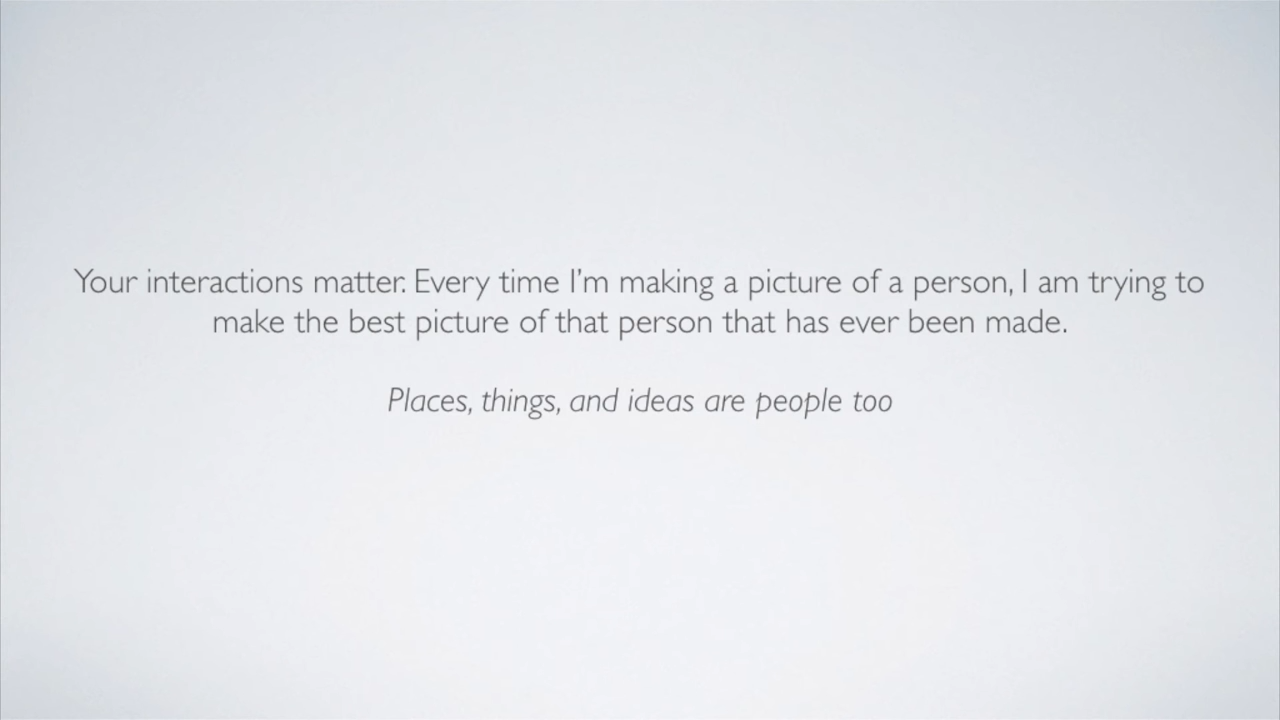 Your interactions matter. Every time I’m making a picture of a person, I am trying to
make the best picture of that person that has ever been made.
Places, things, and ideas are people too